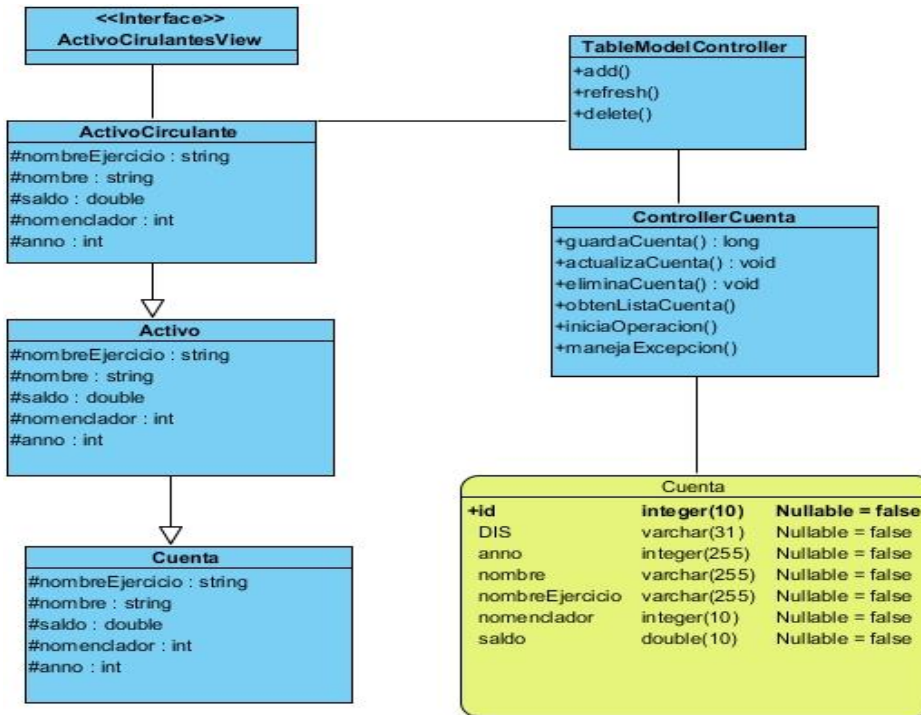 <<Interface>>
ActivoCirulantesView
TableModelController
+add()
+refresh()
+delete()
ActivoCirculante
#nombreEjercicio : string
#nombre : string
#saldo : double
#nomenclador : int
#anno : int
ControllerCuenta
+guardaCuenta() : long
+actualizaCuenta() : void
+eliminaCuenta() : void
+obtenListaCuenta()
+iniciaOperacion()
+manejaExcepcion()
Activo
#nombreEjercicio : string
#nombre : string
#saldo : double
#nomenclador : int
#anno : int
Cuenta
#nombreEjercicio : string
#nombre : string
#saldo : double
#nomenclador : int
#anno : int
Cuenta
+id integer(10) Nullable = false
DIS varchar(31) Nullable = false
anno integer(255) Nullable = false
nombre varchar(255) Nullable = false
nombreEjercicio varchar(255) Nullable = false
nomenclador integer(10) Nullable = false
saldo double(10) Nullable = false